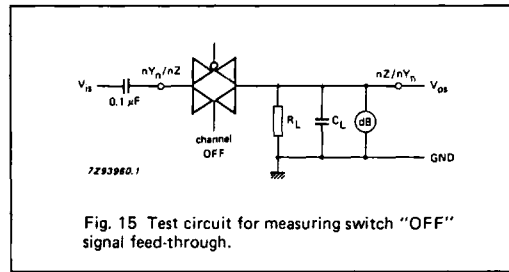 nYn/nZ
nZ/nYn
Vis
Vos
0.1 µF
RL
CL
dB
channel
OFF
GND
7Z93960.1
Fig. 15 Test circuit for measuring switch "OFF"
signal feed-through.